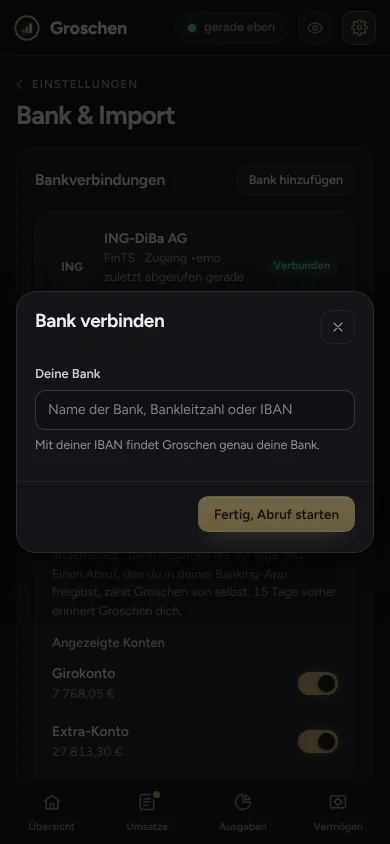 Groschen
gerade eben
EINSTELLUNGEN
Bank & Import
Bankverbindungen
Bank hinzufügen
ING-DiBa AG
ING
FinTS · Zugang •emo ·
zuletzt abgerufen gerade
Verbunden
Bank verbinden
Deine Bank
Name der Bank, Bankleitzahl oder IBAN
Mit deiner IBAN findet Groschen genau deine Bank.
Fertig, Abruf starten
Einen Abruf, den du in deiner Banking-App
freigibst, zählt Groschen von selbst. 15 Tage vorher
erinnert Groschen dich.
Angezeigte Konten
Girokonto
7.768,05 €
Extra-Konto
27.813,30 €
Übersicht
Umsätze
Ausgaben
Vermögen